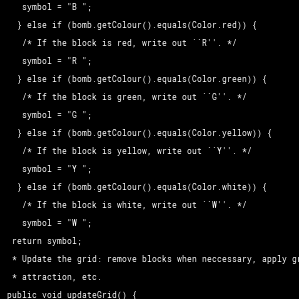 symbol = "B ";
} else if (bomb.getColour().equals(Color.red)) {
/* If the block is red, write out ``R''. */
symbol = "R ";
} else if (bomb.getColour().equals(Color.green)) {
/* If the block is green, write out ``G''. */
symbol = "G ";
} else if (bomb.getColour().equals(Color.yellow)) {
/* If the block is yellow, write out ``Y''. */
symbol = "Y ";
} else if (bomb.getColour().equals(Color.white)) {
/* If the block is white, write out ``W''. */
symbol = "W ";
return symbol;
* Update the grid: remove blocks when neccessary, apply
* attraction, etc.
public void updateGrid() {